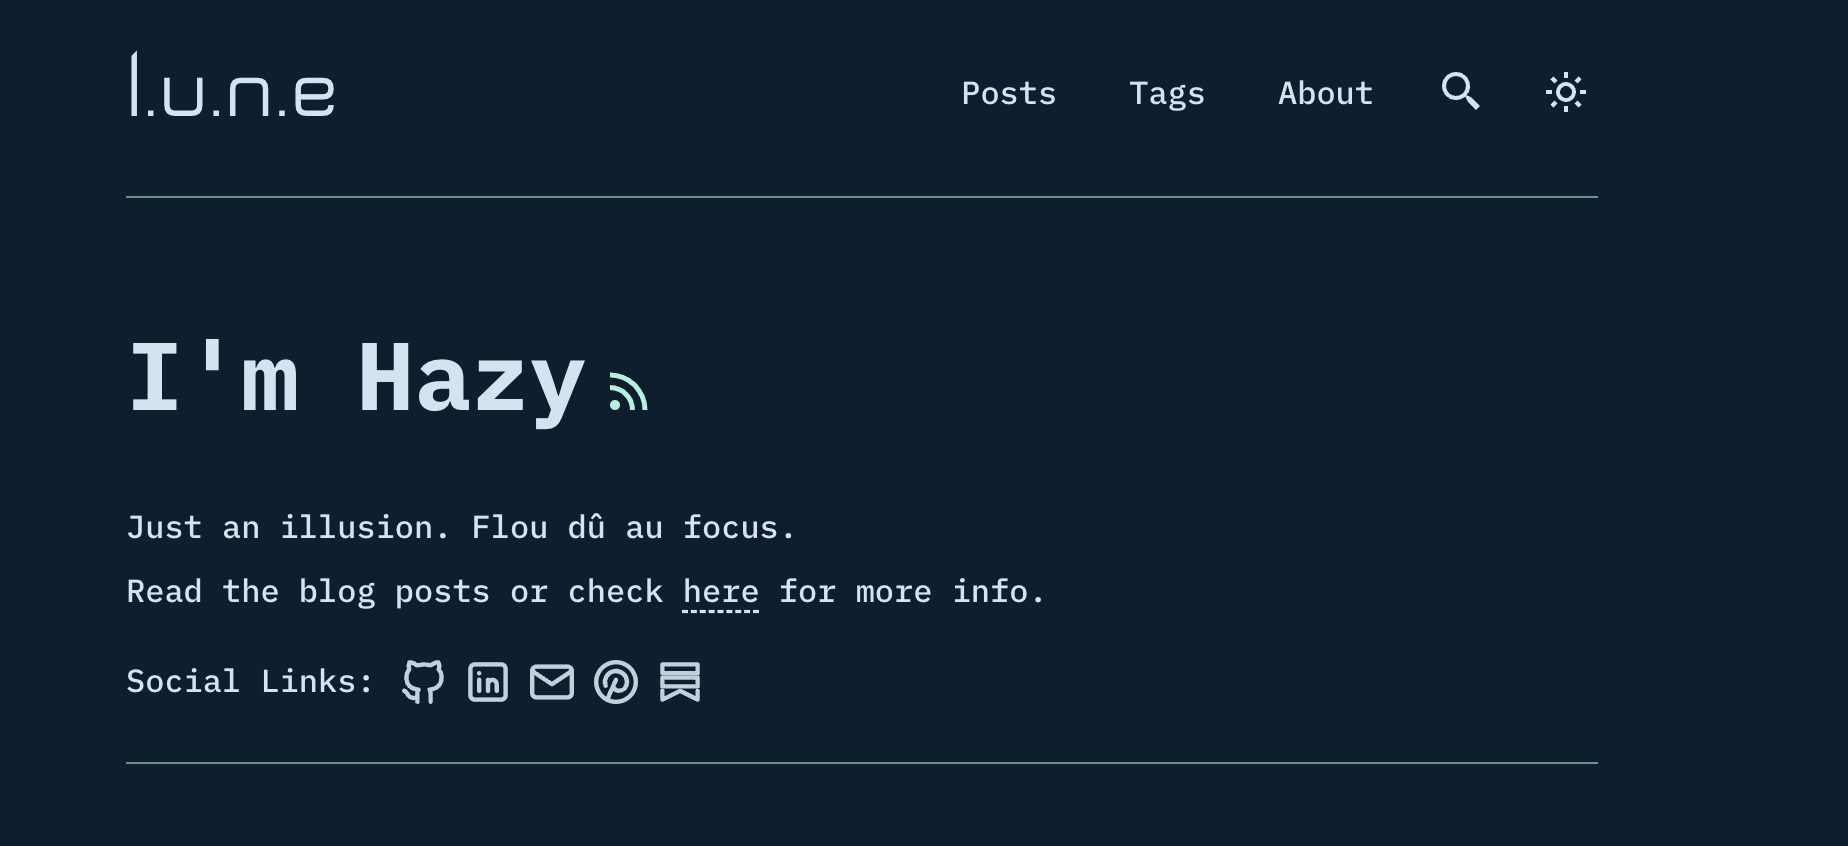 l.u.n.e
Posts Tags About
I'm Hazy
Just an illusion. Flou dû au focus.
Read the blog posts or check here for more info.
Social Links: